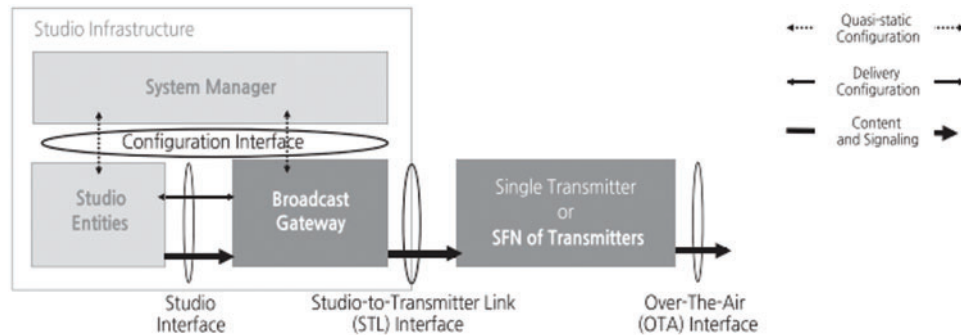 Studio Infrastructure
System Manager
Configuration Interface
Studio
Entities
Broadcast
Gateway
Single Transmitter
or
SFN of Transmitters
Studio
Interface
Studio-to-Transmitter Link
(STL) Interface
Over-The-Air
(OTA) Interface
Quasi-static
Configuration
Delivery
Configuration
Content
and Signaling